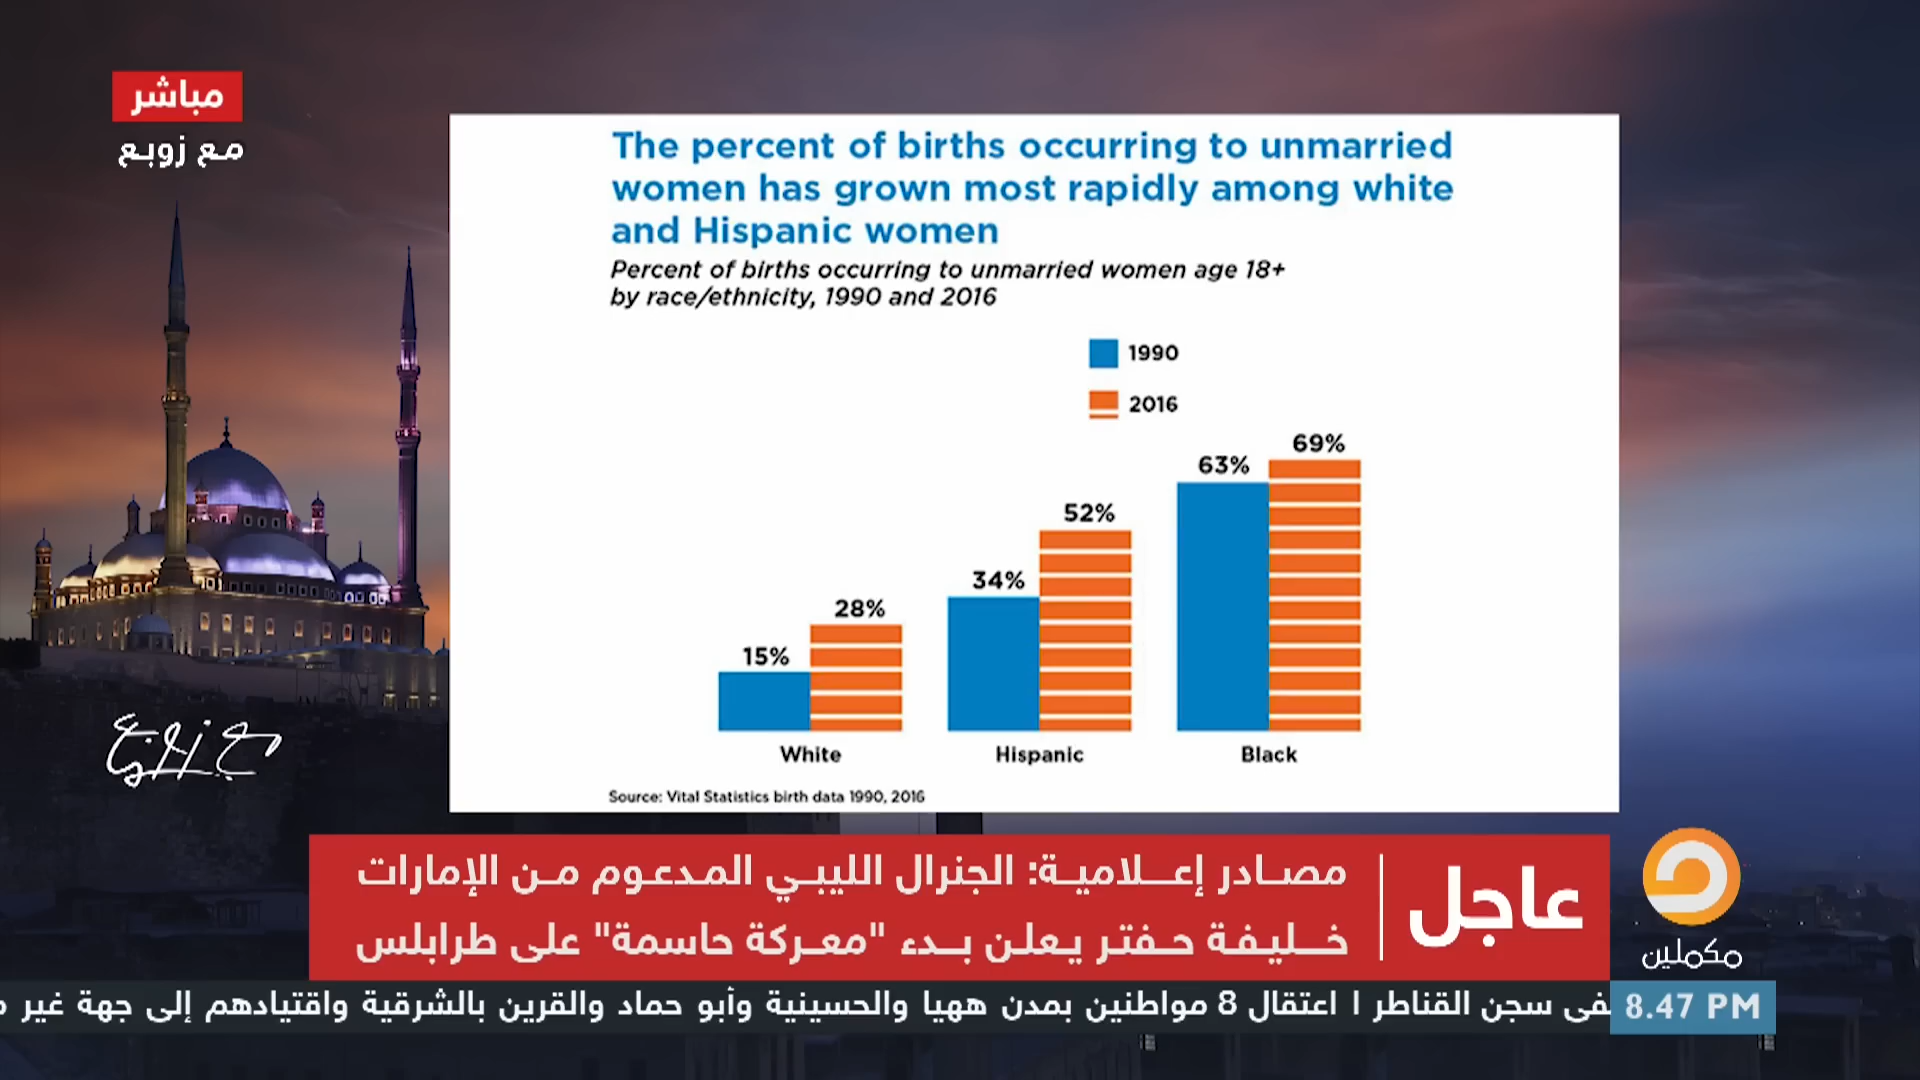 مباشر
مع زوبع
The percent of births occurring to unmarried
women has grown most rapidly among white
and Hispanic women
Percent of births occurring to unmarried women age 18+
by race/ethnicity, 1990 and 2016
1990
2016
15%
28%
34%
52%
63%
69%
White
Hispanic
Black
Source: Vital Statistics birth data 1990, 2016
مع زوبع
عاجل
مصادر إعلامية: الجنرال الليبي المدعوم من الإمارات
خليفة حفتر يعلن بدء "معركة حاسمة" على طرابلس
مكملين
سجن القناطر | اعتقال 8 مواطنين بمدن ههيا والحسينية وأبو حماد والقرين بالشرقية واقتيادهم إلى جهة غير
8.47 PM